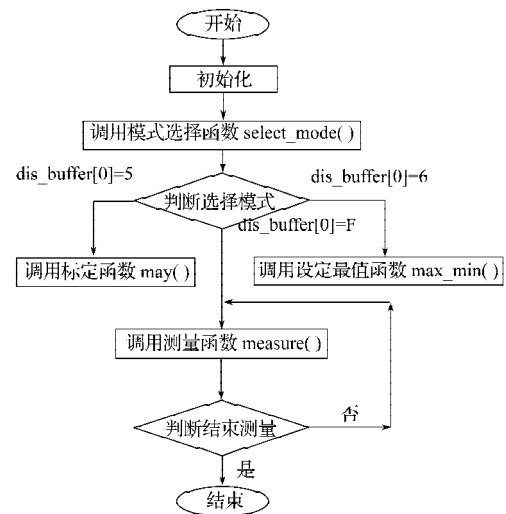 开始
初始化
调用模式选择函数 select_mode( )
dis_buffer[0]=5
dis_buffer[0]=6
判断选择模式
dis_buffer[0]=F
调用标定函数 may( )
调用设定最值函数 max_min( )
调用测量函数 measure( )
判断结束测量
否
是
结束